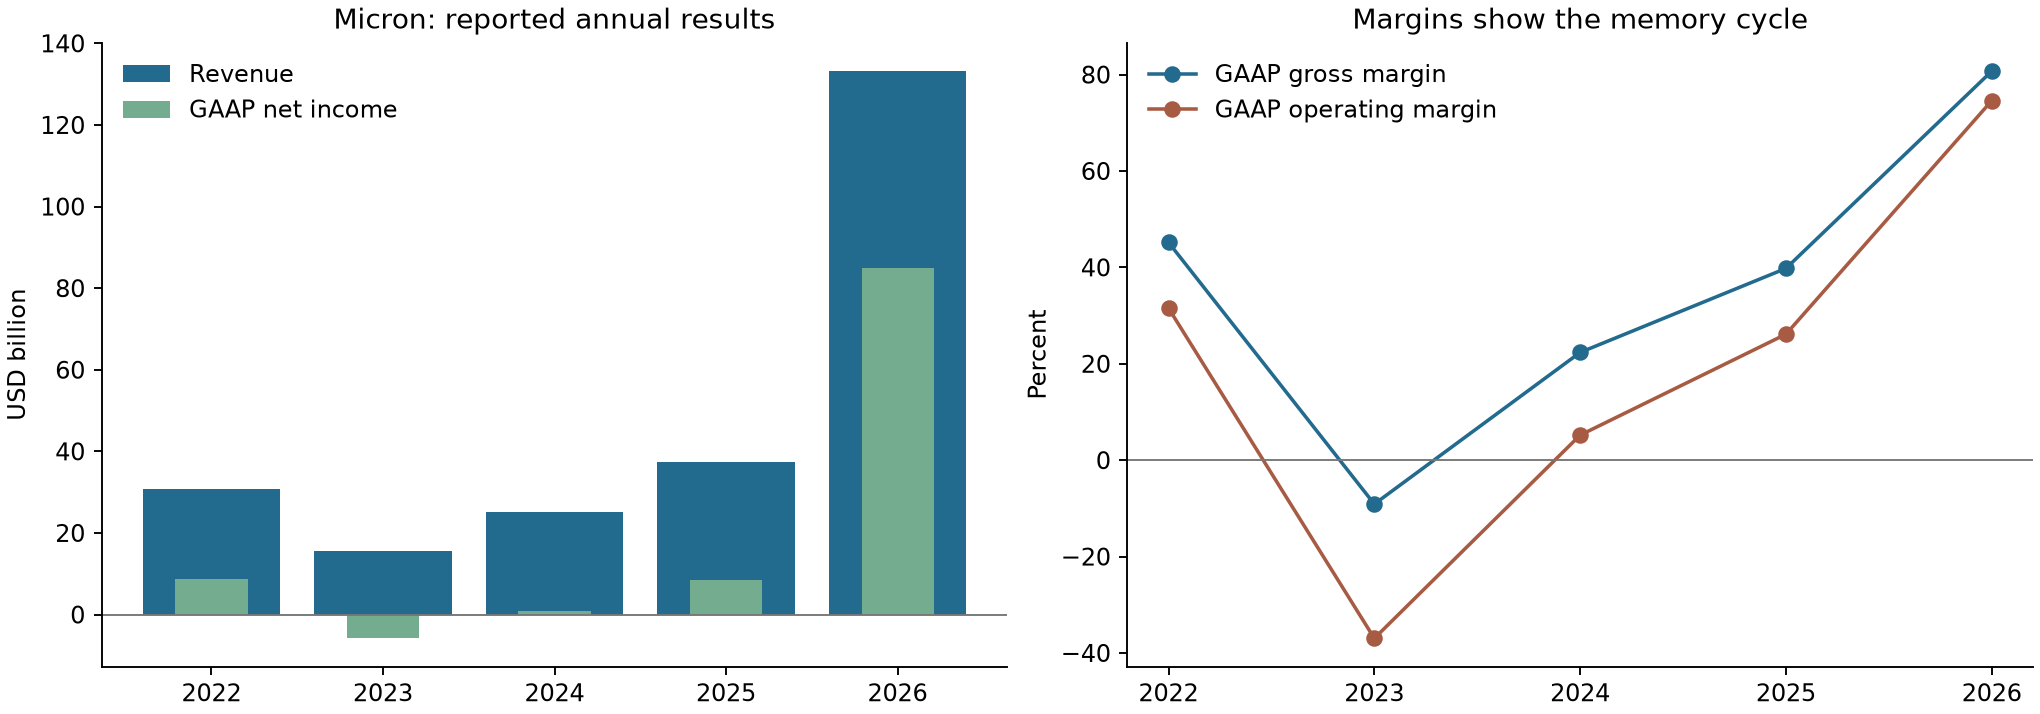 Micron: reported annual results
Revenue
GAAP net income
USD billion
140
120
100
80
60
40
20
0
2022 2023 2024 2025 2026
Margins show the memory cycle
GAAP gross margin
GAAP operating margin
Percent
80
60
40
20
0
−20
−40
2022 2023 2024 2025 2026